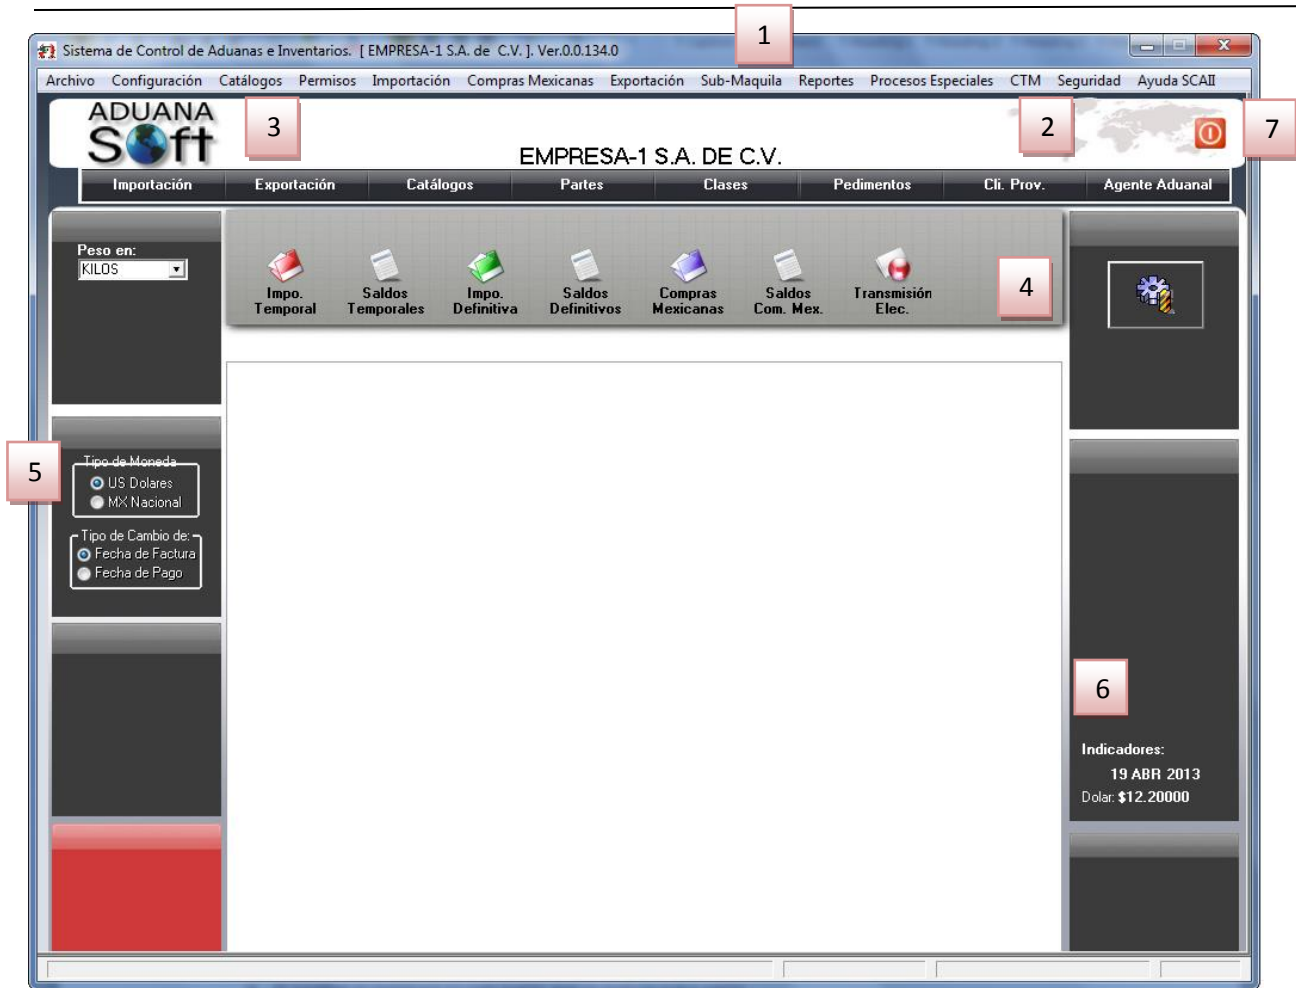 1
Sistema de Control de Aduanas e Inventarios. [ EMPRESA-1 S.A. de C.V. ]. Ver.0.0.134.0
Archivo Configuración Catálogos Permisos Importación Compras Mexicanas Exportación Sub-Maquila Reportes Procesos Especiales CTM Seguridad Ayuda SCAII
ADUANA
Soft
3
2
7
EMPRESA-1 S.A. DE C.V.
Importación Exportación Catálogos Partes Clases Pedimentos Cli. Prov. Agente Aduanal
Peso en:
KILOS
Impo. Temporal
Saldos Temporales
Impo. Definitiva
Saldos Definitivos
Compras Mexicanas
Saldos Com. Mex.
Transmisión Elec.
4
5
Tipo de Moneda
US Dolares
MX Nacional
Tipo de Cambio de:
Fecha de Factura
Fecha de Pago
6
Indicadores:
19 ABR 2013
Dolar: $12.20000